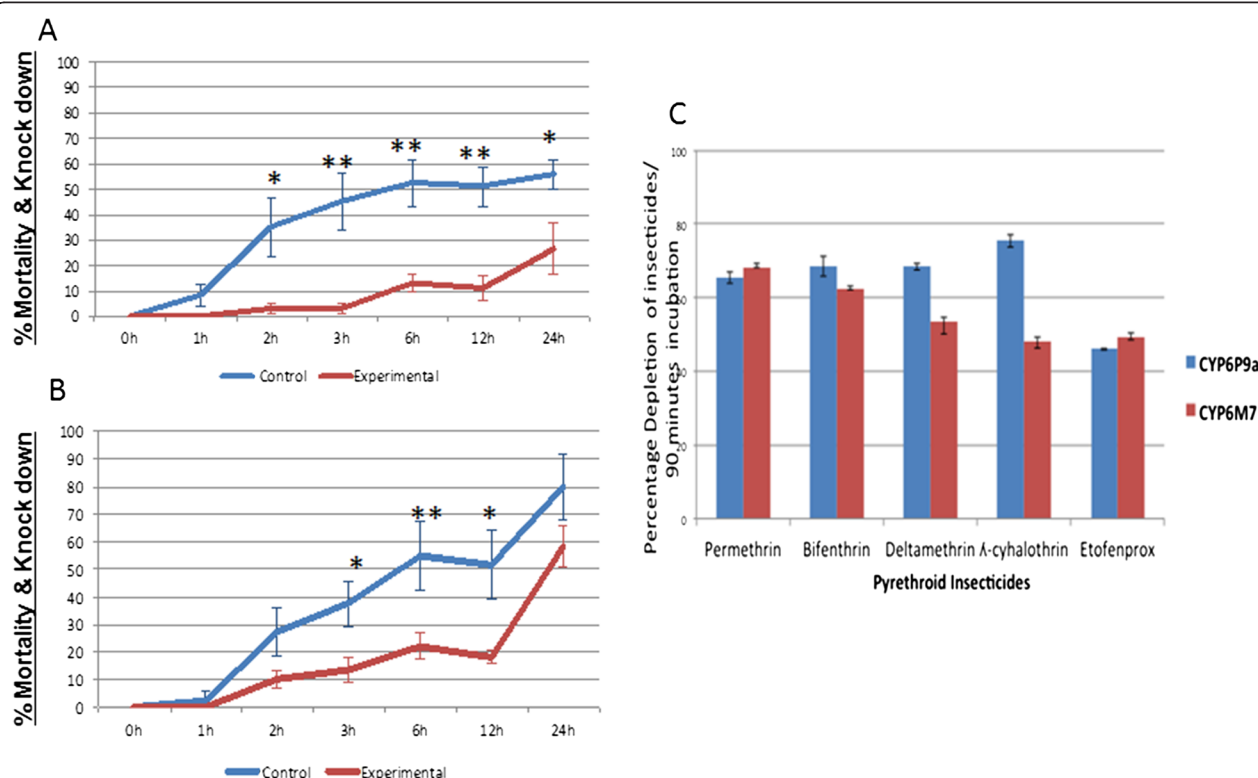 A
%Mortality & Knock down
100
90
80
70
60
50
40
30
20
10
0
*
**
**
**
*
0h 1h 2h 3h 6h 12h 24h
Control Experimental
B
%Mortality & Knock down
100
90
80
70
60
50
40
30
20
10
0
*
**
*
0h 1h 2h 3h 6h 12h 24h
Control Experimental
C
Percentage Depletion of insecticides/
90 minutes incubation
100
80
60
40
20
0
Permethrin Bifenthrin Deltamethrin ʎ-cyhalothrin Etofenprox
Pyrethroid Insecticides
CYP6P9a
CYP6M7